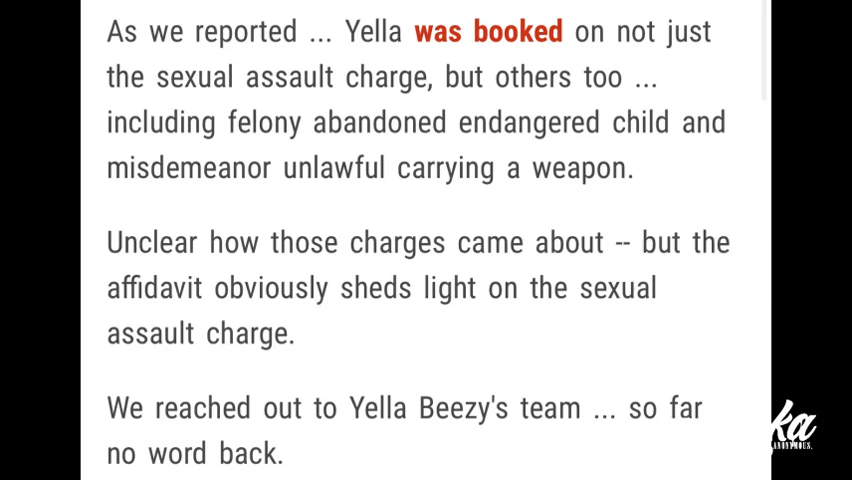 As we reported ... Yella was booked on not just
the sexual assault charge, but others too ...
including felony abandoned endangered child and
misdemeanor unlawful carrying a weapon.
Unclear how those charges came about -- but the
affidavit obviously sheds light on the sexual
assault charge.
We reached out to Yella Beezy's team ... so far
no word back.
ka
ANONYMOUS.